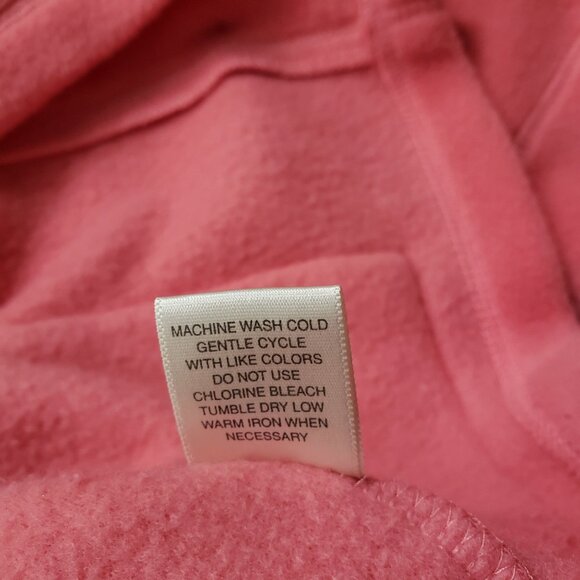 MACHINE WASH COLD
GENTLE CYCLE
WITH LIKE COLORS
DO NOT USE
CHLORINE BLEACH
TUMBLE DRY LOW
WARM IRON WHEN
NECESSARY